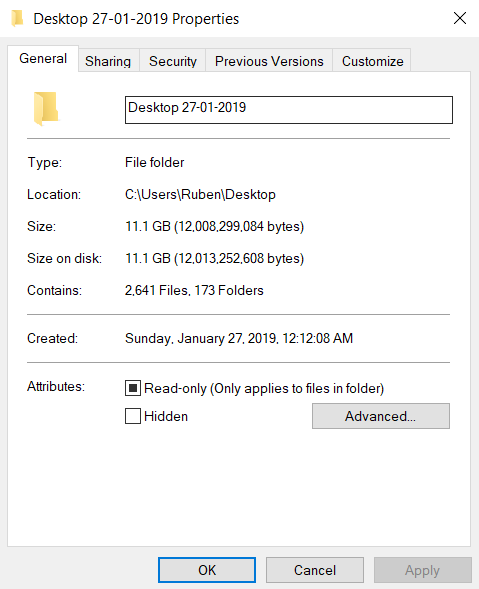 Desktop 27-01-2019 Properties
General Sharing Security Previous Versions Customize
Desktop 27-01-2019
Type: File folder
Location: C:\Users\Ruben\Desktop
Size: 11.1 GB (12,008,299,084 bytes)
Size on disk: 11.1 GB (12,013,252,608 bytes)
Contains: 2,641 Files, 173 Folders
Created: Sunday, January 27, 2019, 12:12:08 AM
Attributes: Read-only (Only applies to files in folder)
Hidden Advanced...
OK Cancel Apply